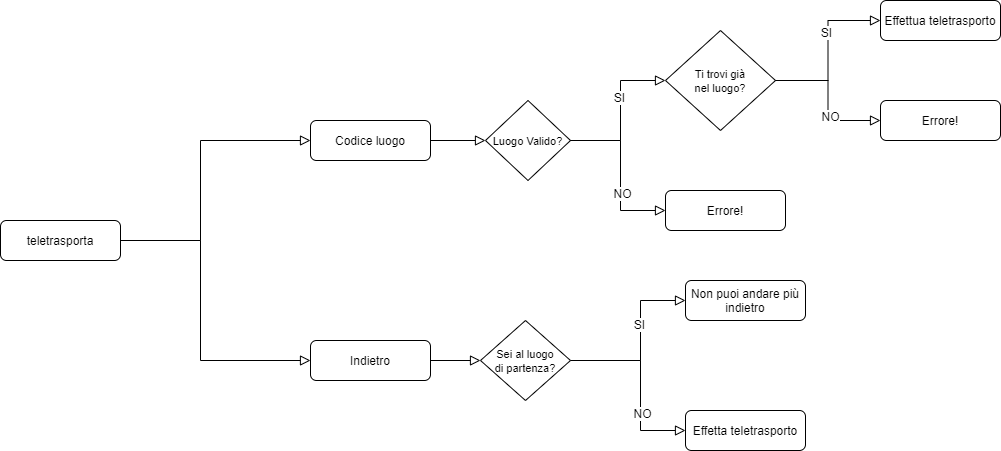 teletrasporta
Codice luogo
Luogo Valido?
SI
NO
Ti trovi già
nel luogo?
SI
NO
Effettua teletrasporto
Errore!
Errore!
Indietro
Sei al luogo
di partenza?
SI
NO
Non puoi andare più
indietro
Effetta teletrasporto